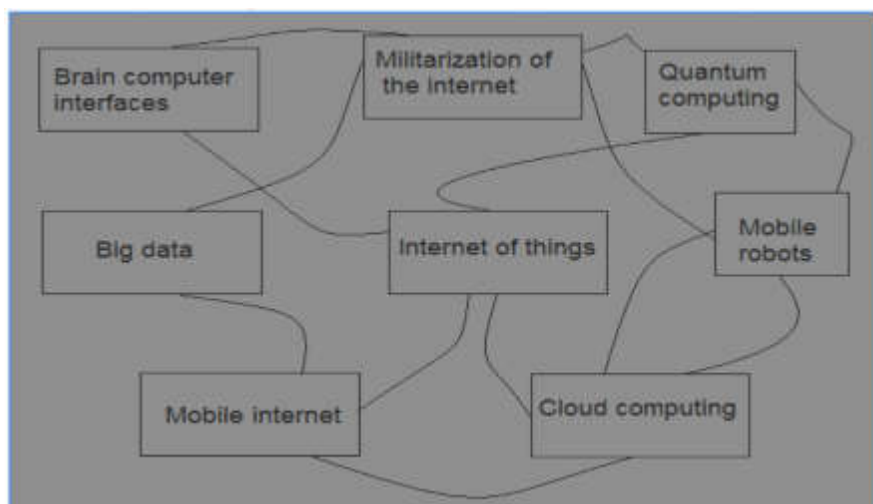 Brain computer
interfaces
Militarization of
the internet
Quantum
computing
Big data
Internet of things
Mobile
robots
Mobile internet
Cloud computing